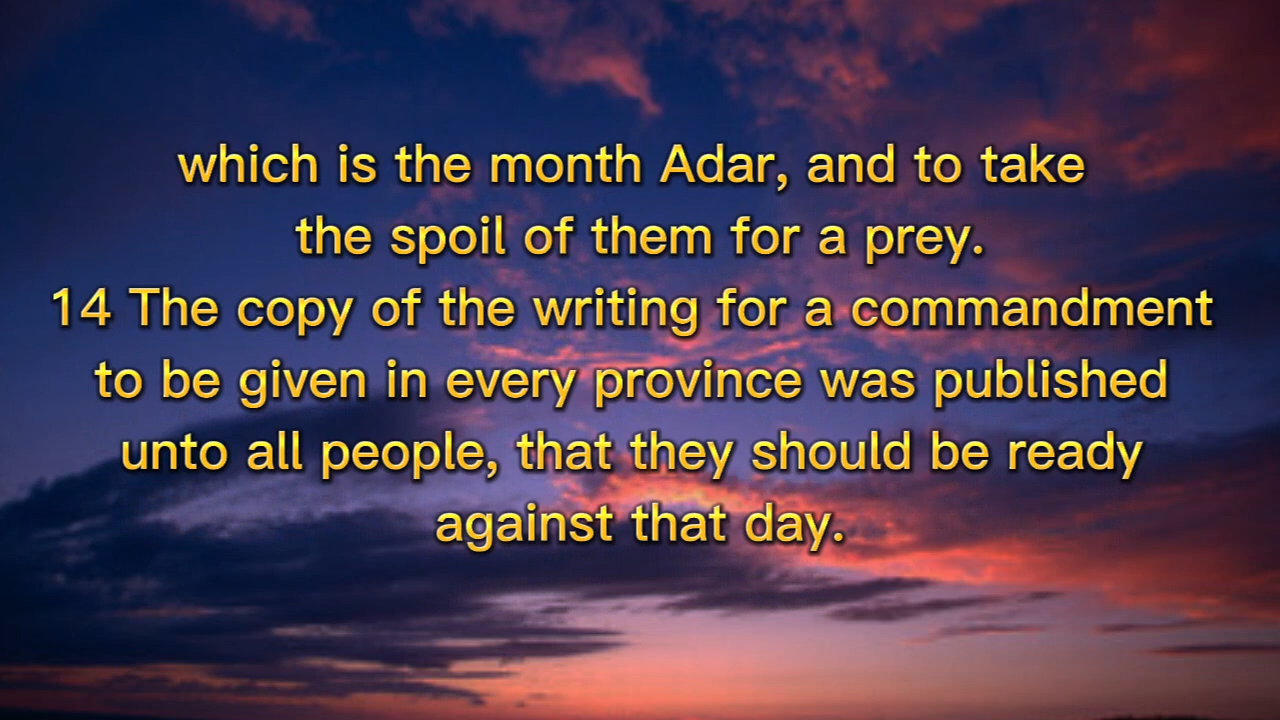 which is the month Adar, and to take
the spoil of them for a prey.
14 The copy of the writing for a commandment
to be given in every province was published
unto all people, that they should be ready
against that day.